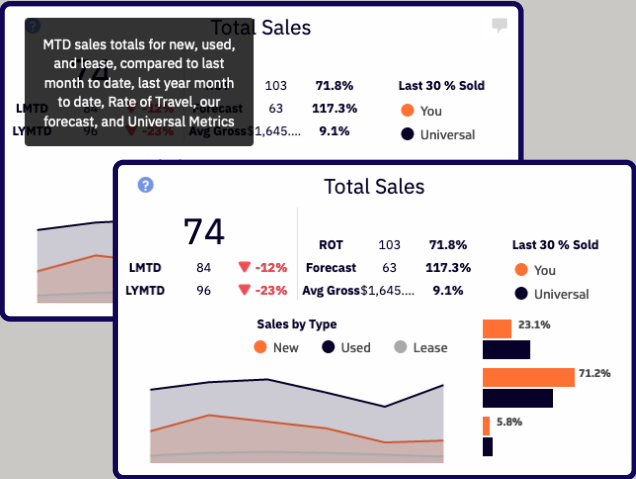 ?
Total Sales
MTD sales totals for new, used,
and lease, compared to last
month to date, last year month
to date, Rate of Travel, our
forecast, and Universal Metrics
74
103 71.8% Last 30 % Sold
LMTD 84 -12% Forecast 63 117.3% You
LYMTD 96 -23% Avg Gross $1,645.... 9.1% Universal
?
Total Sales
74
ROT 103 71.8% Last 30 % Sold
LMTD 84 -12% Forecast 63 117.3% You
LYMTD 96 -23% Avg Gross $1,645.... 9.1% Universal
Sales by Type
New Used Lease
23.1%
71.2%
5.8%